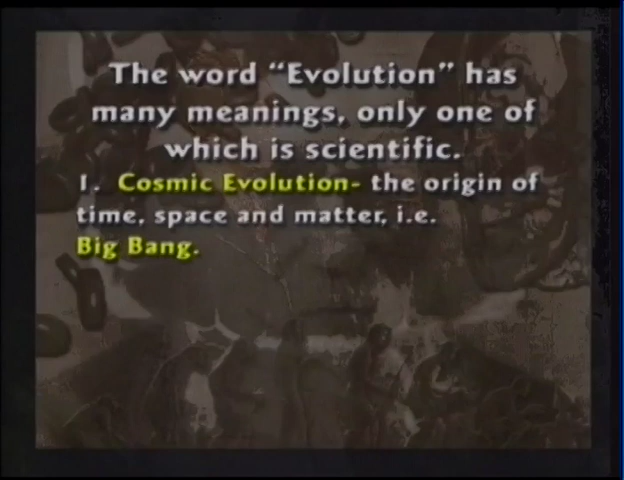 The word “Evolution” has
many meanings, only one of
which is scientific.
1. Cosmic Evolution- the origin of
time, space and matter, i.e.
Big Bang.